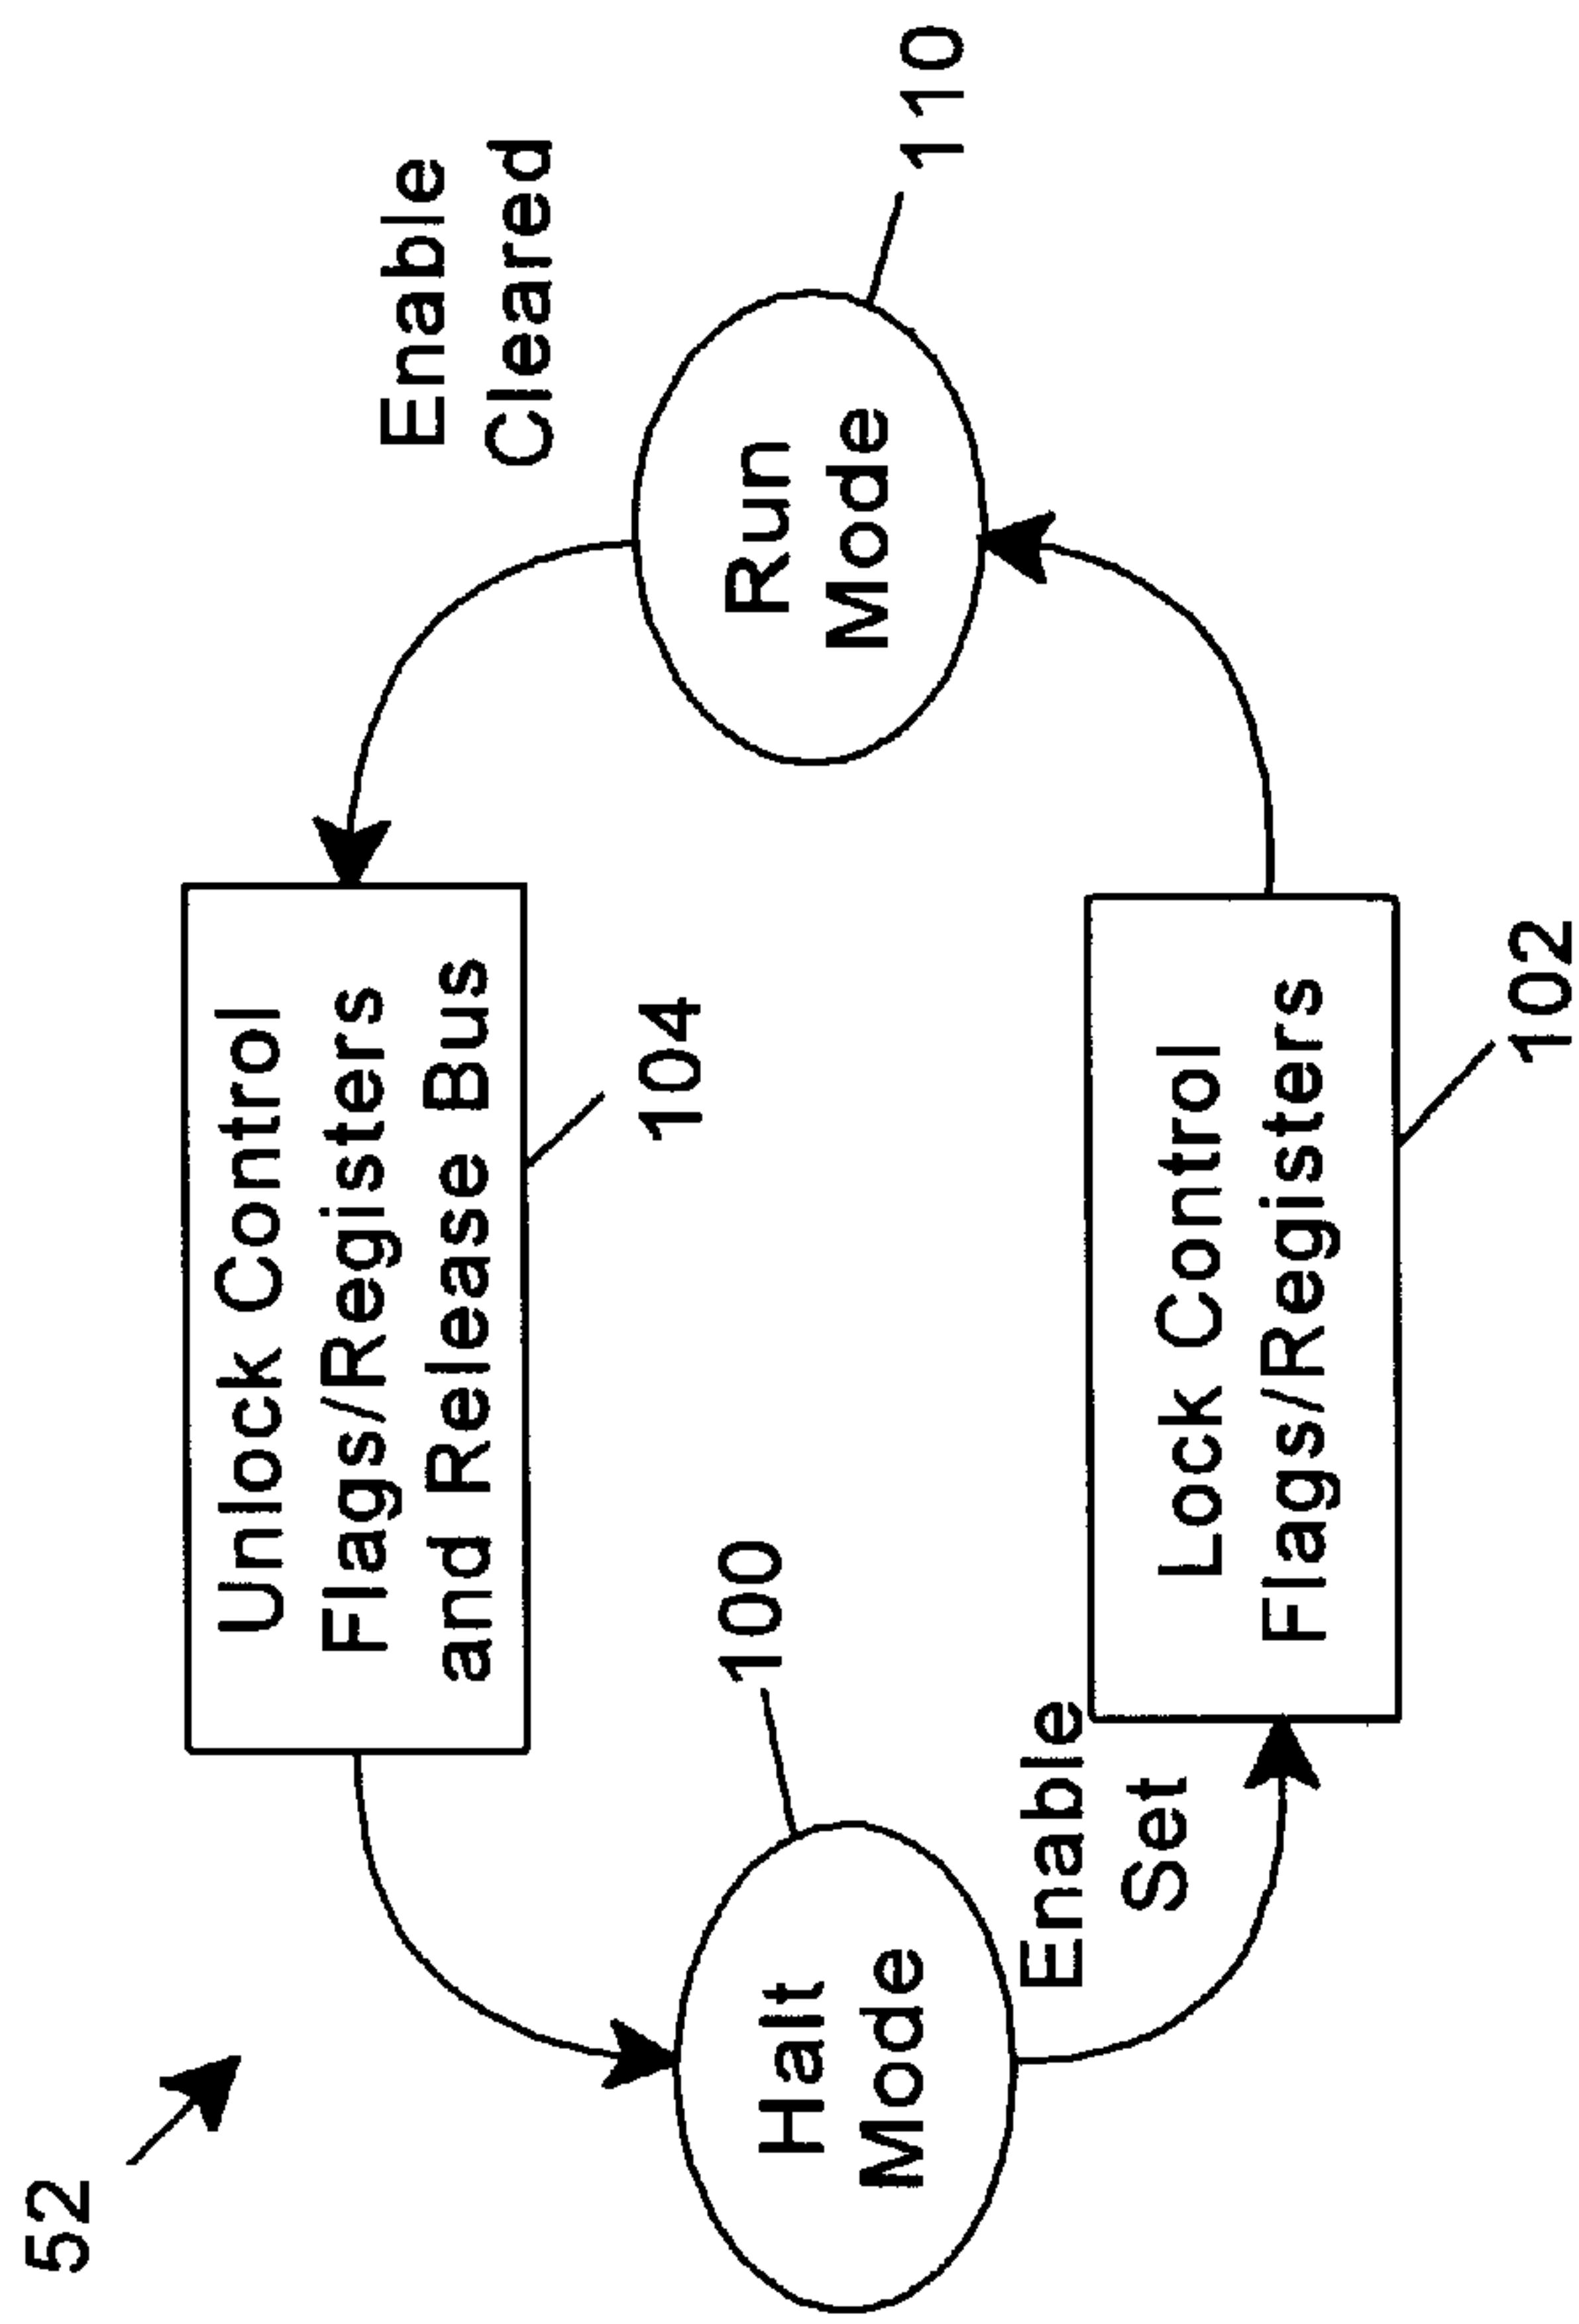 52
Unlock Control
Flags/Registers
and Release Bus
104
Enable
Cleared
Halt
Mode
100
Run
Mode
110
Enable
Set
Lock Control
Flags/Registers
102